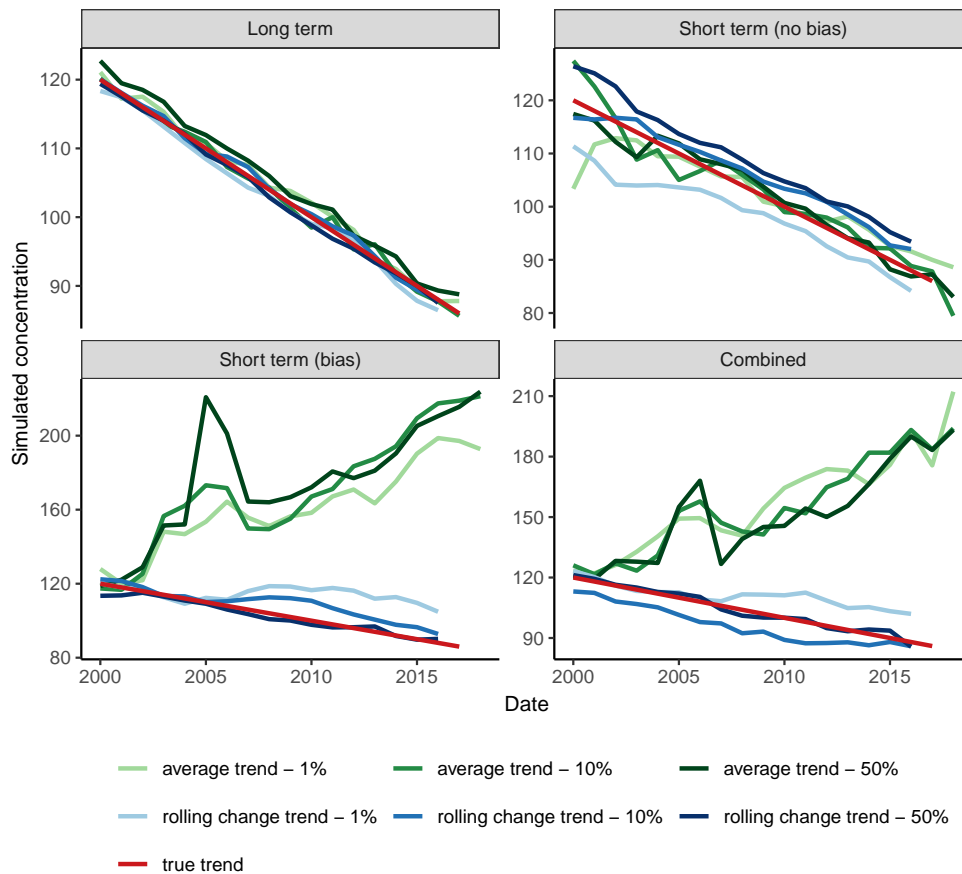 Long term
Short term (no bias)
120
110
100
90
120
110
100
90
80
Short term (bias)
Combined
200
160
120
80
210
180
150
120
90
2000
2005
2010
2015
2000
2005
2010
2015
Simulated concentration
Date
average trend − 1%
average trend − 10%
average trend − 50%
rolling change trend − 1%
rolling change trend − 10%
rolling change trend − 50%
true trend